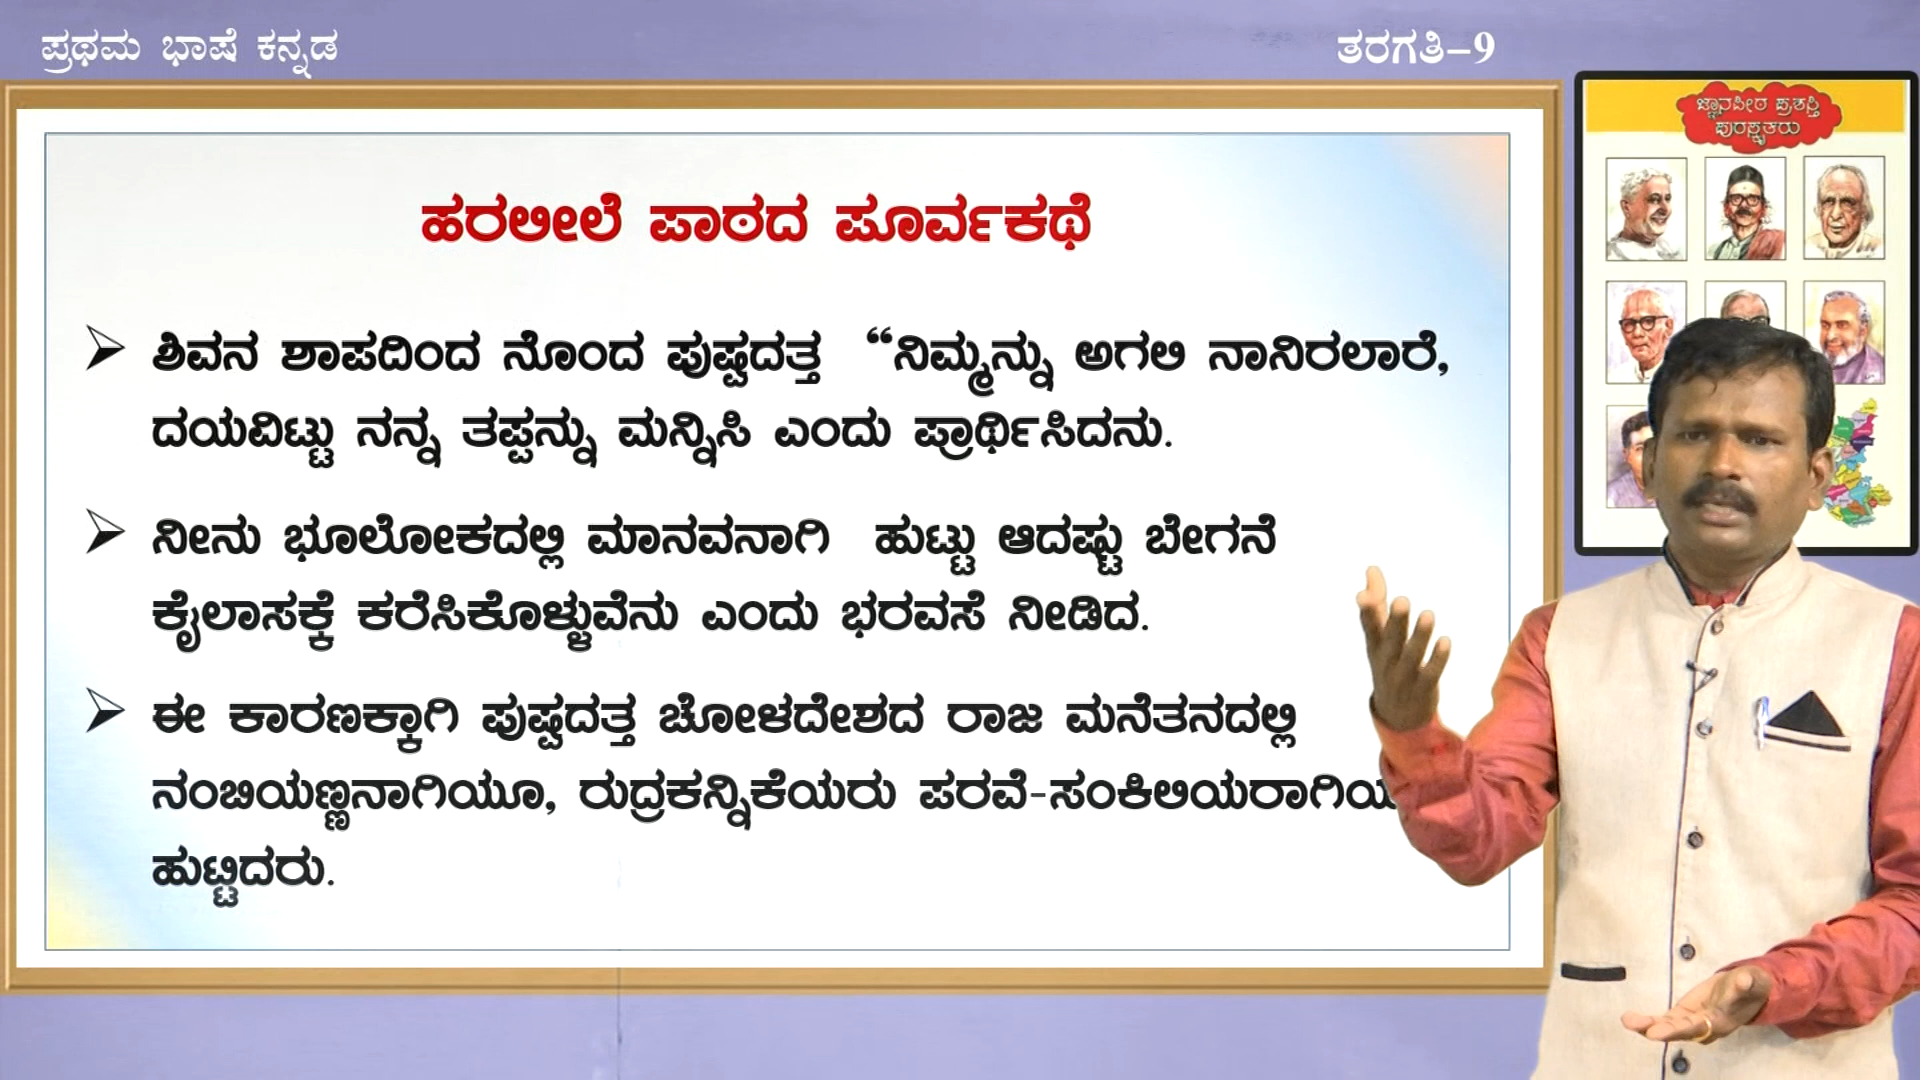 ಪ್ರಥಮ ಭಾಷೆ ಕನ್ನಡ
ತರಗತಿ–9
ಜ್ಞಾನಪೀಠ ಪ್ರಶಸ್ತಿ
ಪುರಸ್ಕೃತರು
ಹರಲೀಲೆ ಪಾಠದ ಪೂರ್ವಕಥೆ
➢ ಶಿವನ ಶಾಪದಿಂದ ನೊಂದ ಪುಷ್ಪದತ್ತ “ನಿಮ್ಮನ್ನು ಅಗಲಿ ನಾನಿರಲಾರೆ,
ದಯವಿಟ್ಟು ನನ್ನ ತಪ್ಪನ್ನು ಮನ್ನಿಸಿ ಎಂದು ಪ್ರಾರ್ಥಿಸಿದನು.
➢ ನೀನು ಭೂಲೋಕದಲ್ಲಿ ಮಾನವನಾಗಿ ಹುಟ್ಟು ಆದಷ್ಟು ಬೇಗನೆ
ಕೈಲಾಸಕ್ಕೆ ಕರೆಸಿಕೊಳ್ಳುವೆನು ಎಂದು ಭರವಸೆ ನೀಡಿದ.
➢ ಈ ಕಾರಣಕ್ಕಾಗಿ ಪುಷ್ಪದತ್ತ ಚೋಳದೇಶದ ರಾಜ ಮನೆತನದಲ್ಲಿ
ನಂಬಿಯಣ್ಣನಾಗಿಯೂ, ರುದ್ರಕನ್ನಿಕೆಯರು ಪರವೆ-ಸಂಕಿಲಿಯರಾಗಿಯ
ಹುಟ್ಟಿದರು.